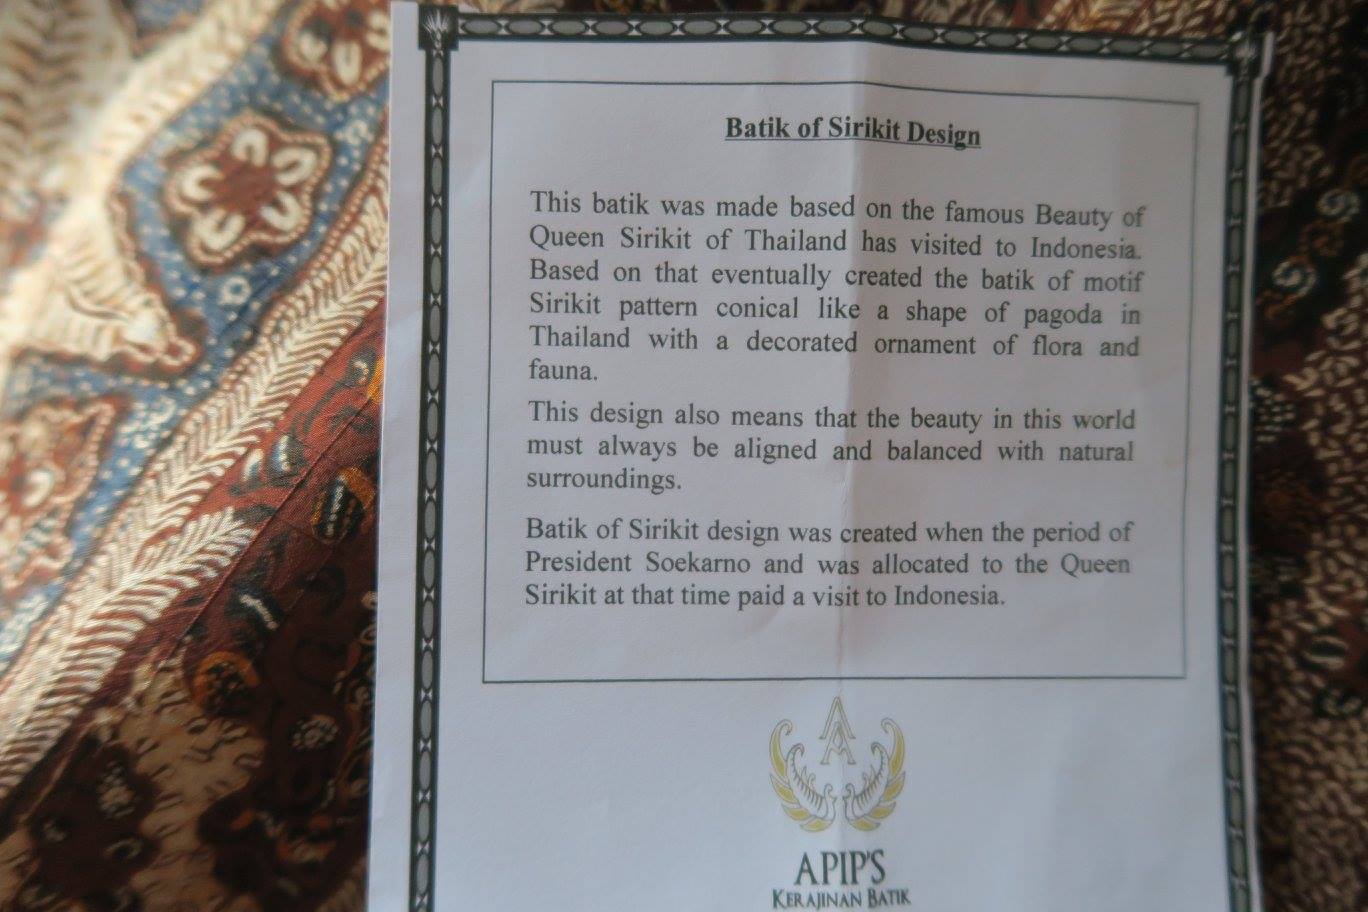 Batik of Sirikit Design
This batik was made based on the famous Beauty of
Queen Sirikit of Thailand has visited to Indonesia.
Based on that eventually created the batik of motif
Sirikit pattern conical like a shape of pagoda in
Thailand with a decorated ornament of flora and
fauna.
This design also means that the beauty in this world
must always be aligned and balanced with natural
surroundings.
Batik of Sirikit design was created when the period of
President Soekarno and was allocated to the Queen
Sirikit at that time paid a visit to Indonesia.
APIP'S
KERAJINAN BATIK